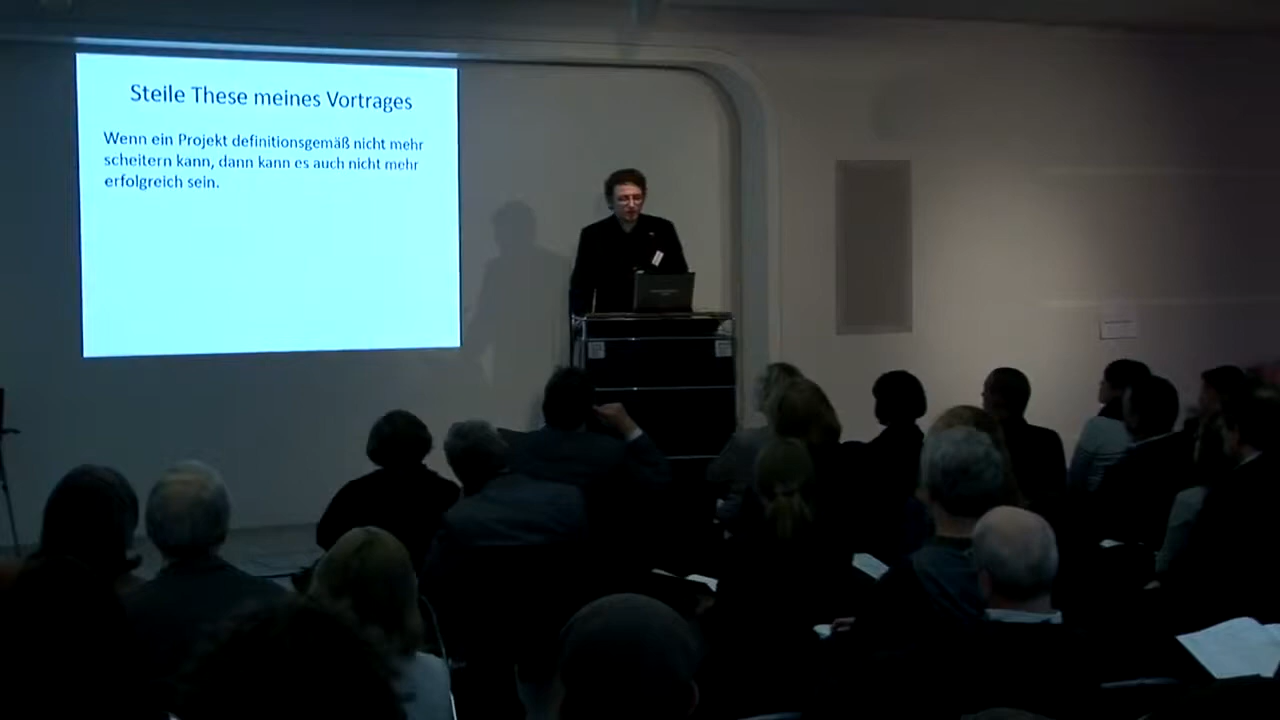 Steile These meines Vortrages
Wenn ein Projekt definitionsgemäß nicht mehr
scheitern kann, dann kann es auch nicht mehr
erfolgreich sein.